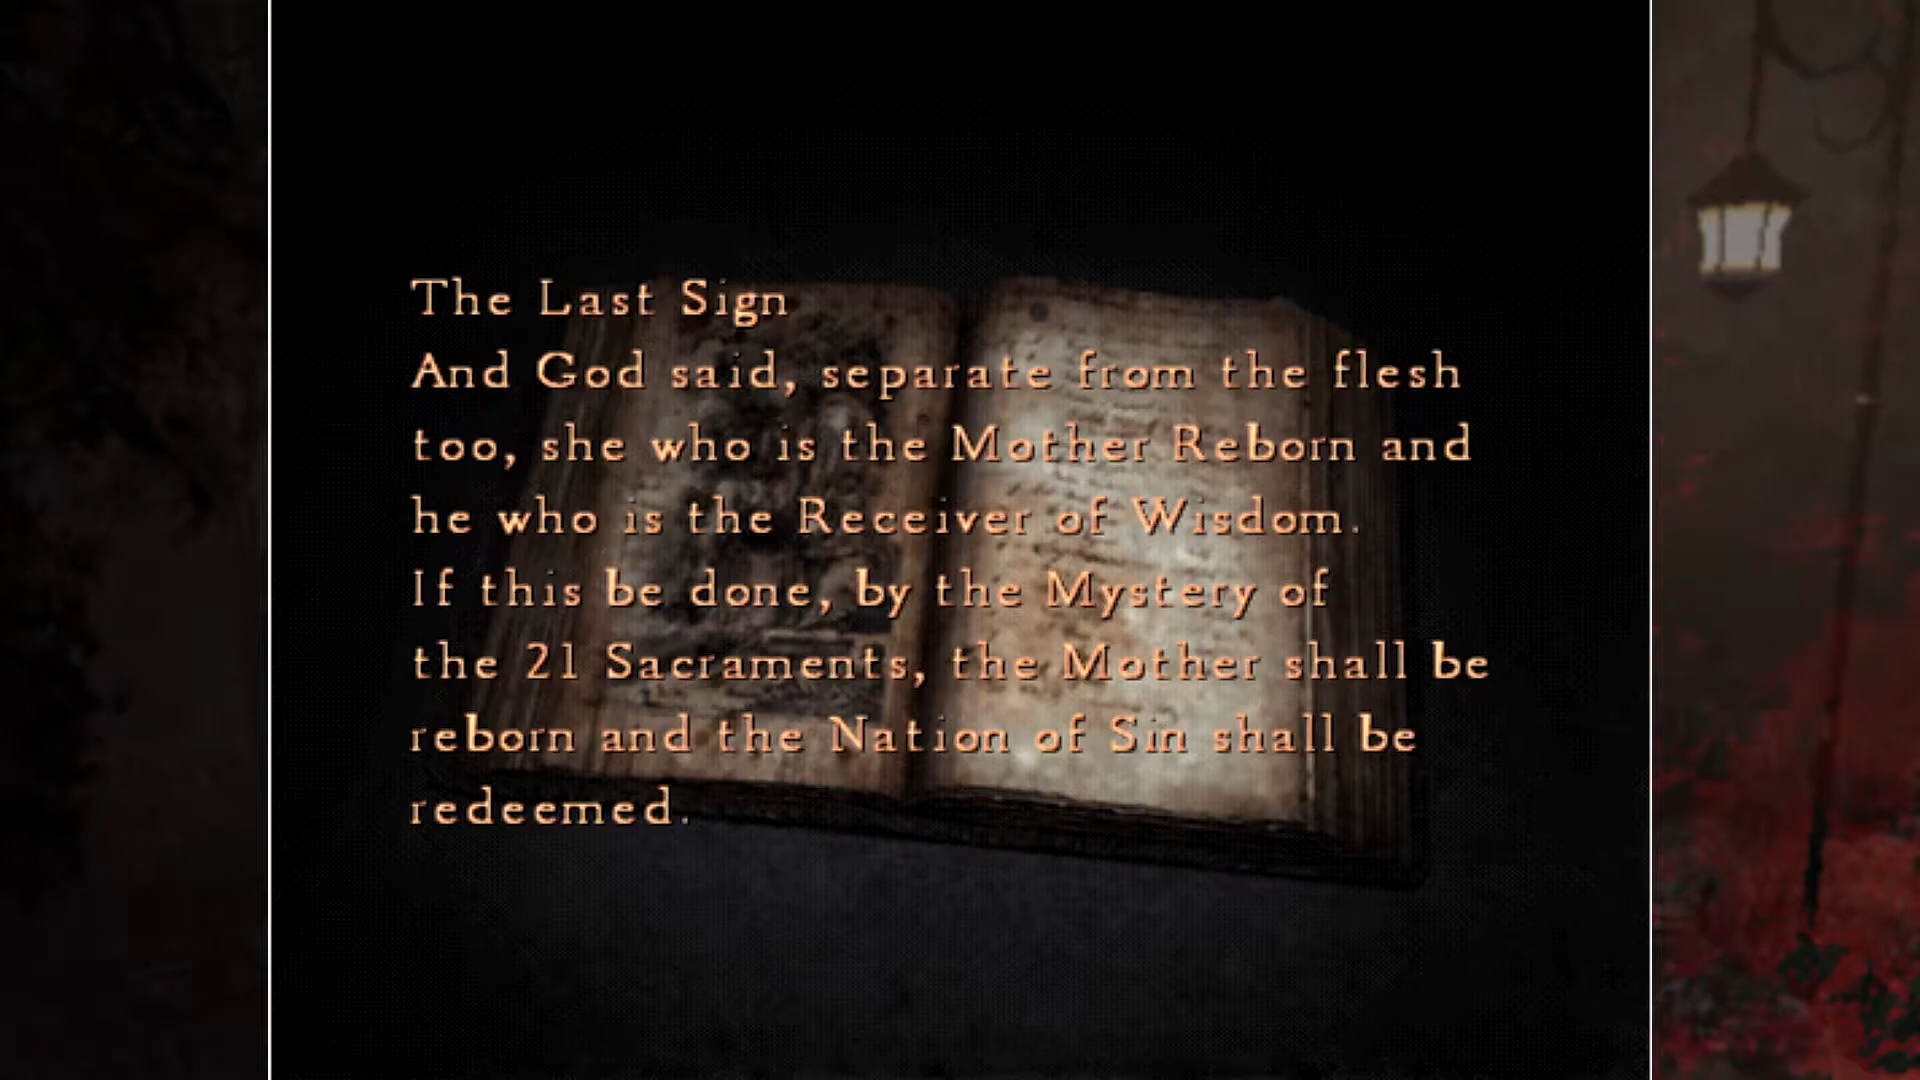 The Last Sign
And God said, separate from the flesh
too, she who is the Mother Reborn and
he who is the Receiver of Wisdom.
If this be done, by the Mystery of
the 21 Sacraments, the Mother shall be
reborn and the Nation of Sin shall be
redeemed.